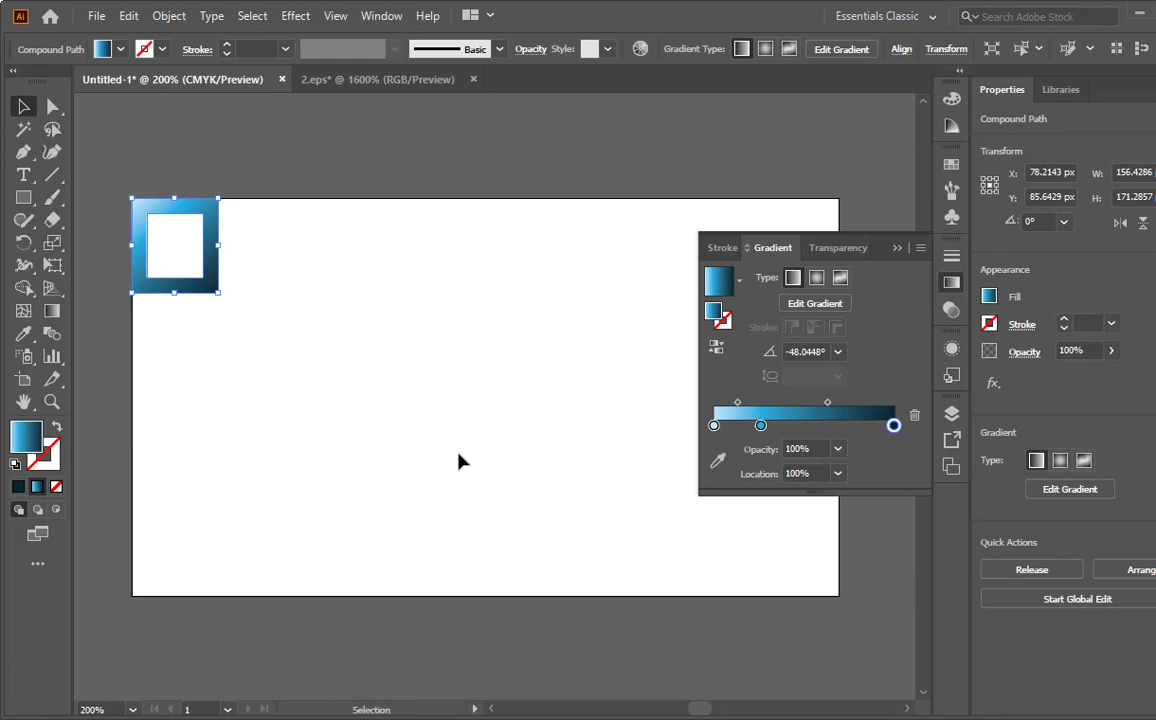 Ai File Edit Object Type Select Effect View Window Help Essentials Classic Search Adobe Stock
Compound Path Stroke: Basic Opacity Style: Gradient Type: Edit Gradient Align Transform
Untitled-1* @ 200% (CMYK/Preview) × 2.eps* @ 1600% (RGB/Preview) ×
Properties Libraries
Compound Path
Transform
X: 78.2143 px W: 156.4286
Y: 85.6429 px H: 171.2857
0°
Stroke Gradient Transparency
Type:
Edit Gradient
Stroke:
-48.0448°
Opacity: 100%
Location: 100%
Appearance
Fill
Stroke
Opacity 100%
fx.
Gradient
Type:
Edit Gradient
Quick Actions
Release Arrang
Start Global Edit
200% 1 Selection